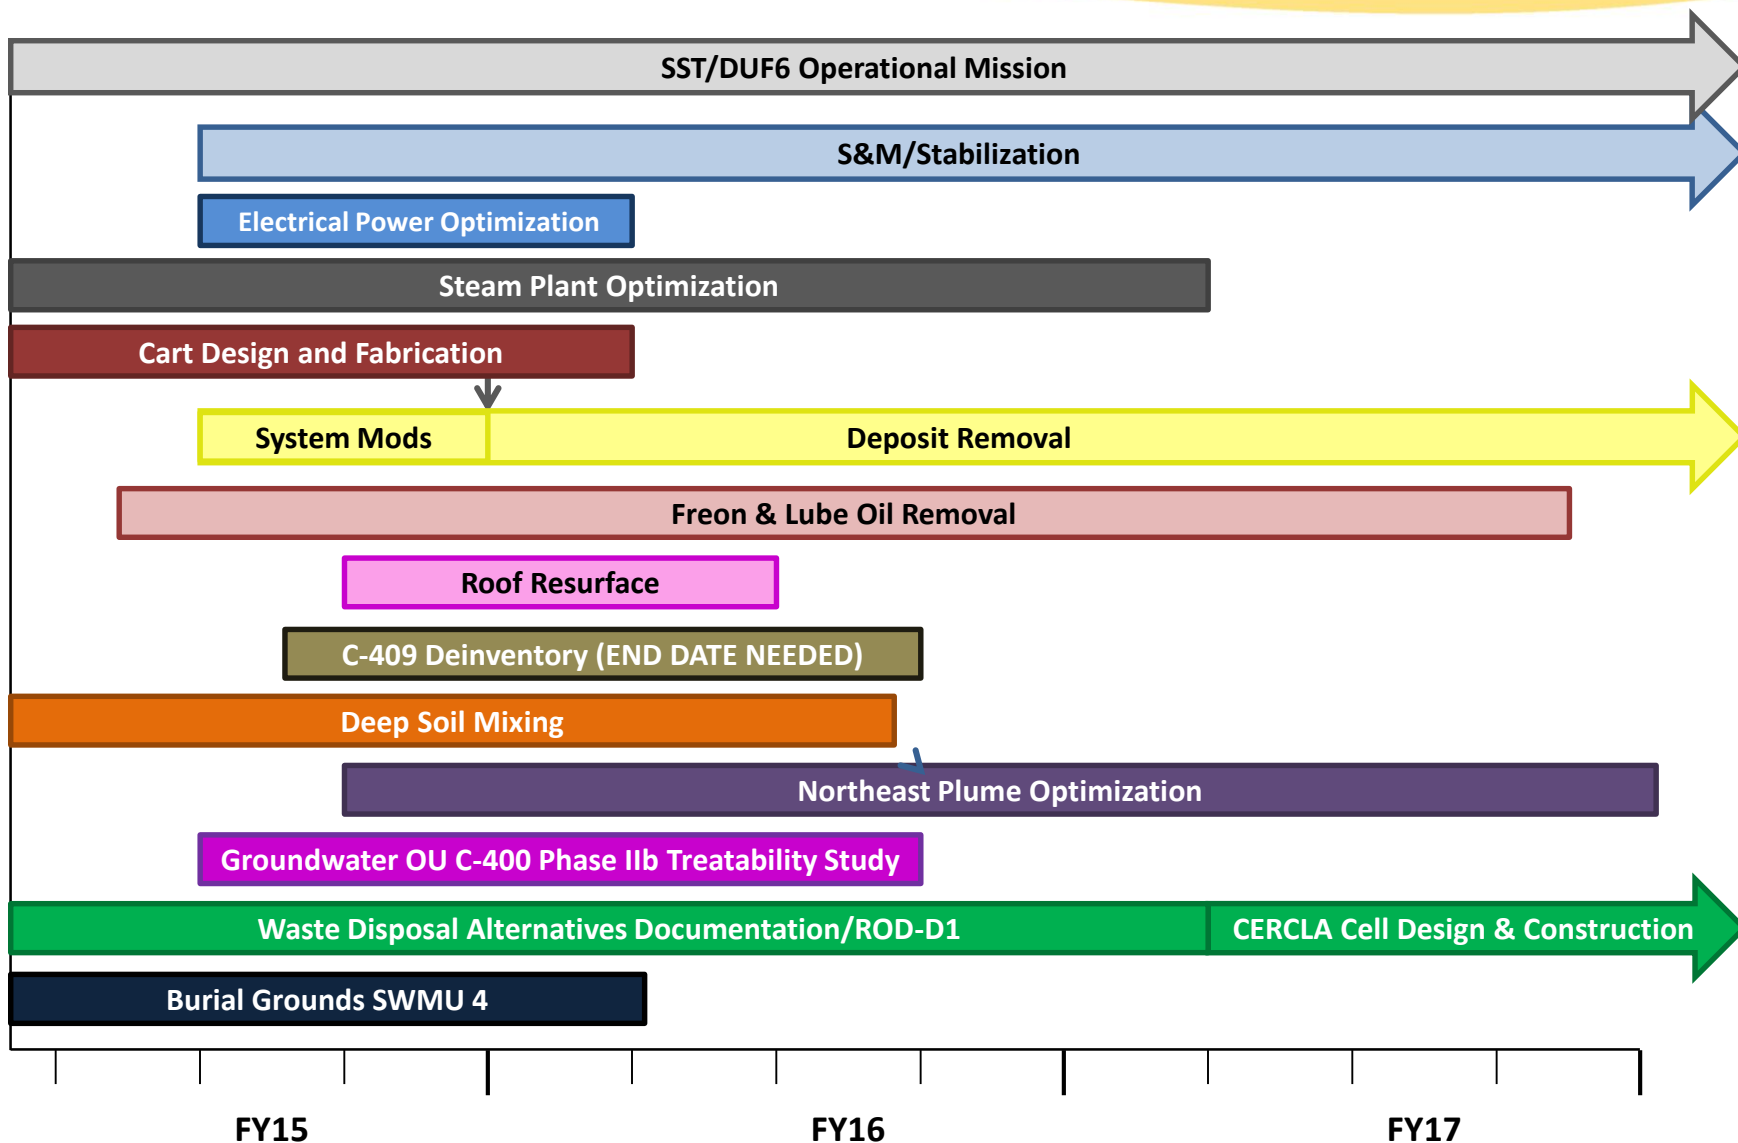 SST/DUF6 Operational Mission
S&M/Stabilization
Electrical Power Optimization
Steam Plant Optimization
Cart Design and Fabrication
System Mods
Deposit Removal
Freon & Lube Oil Removal
Roof Resurface
C-409 Deinventory (END DATE NEEDED)
Deep Soil Mixing
Northeast Plume Optimization
Groundwater OU C-400 Phase IIb Treatability Study
Waste Disposal Alternatives Documentation/ROD-D1
CERCLA Cell Design & Construction
Burial Grounds SWMU 4
FY15
FY16
FY17